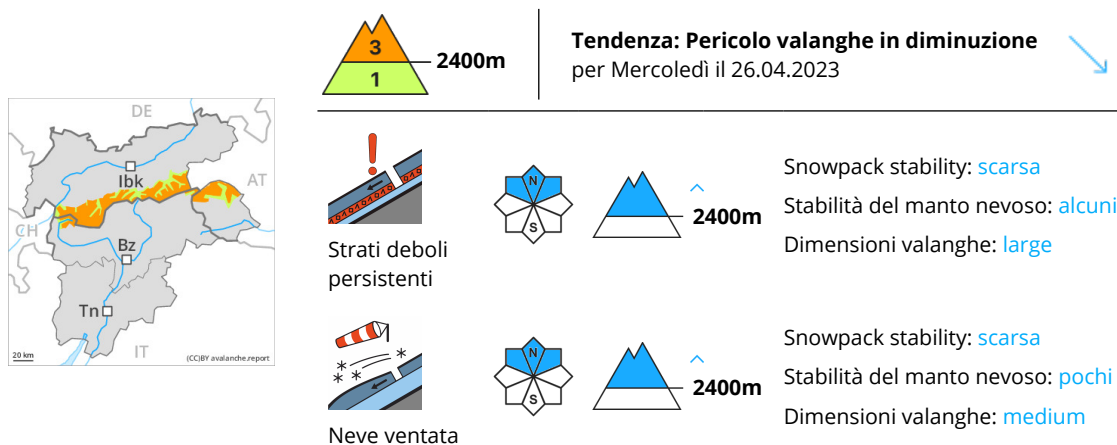 3
1
2400m
Tendenza: Pericolo valanghe in diminuzione
per Mercoledì il 26.04.2023
DE
Ibk
AT
CH
Bz
Tn
IT
20 km
(CC)BY avalanche.report
Strati deboli
persistenti
N
S
2400m
Snowpack stability: scarsa
Stabilità del manto nevoso: alcuni
Dimensioni valanghe: large
Neve ventata
N
S
2400m
Snowpack stability: scarsa
Stabilità del manto nevoso: pochi
Dimensioni valanghe: medium